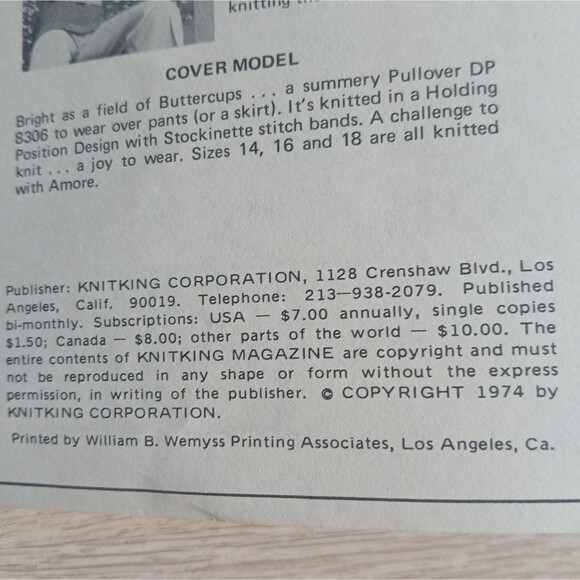 knitting
COVER MODEL
Bright as a field of Buttercups . . . a summery Pullover DP
8306 to wear over pants (or a skirt). It's knitted in a Holding
Position Design with Stockinette stitch bands. A challenge to
knit . . . a joy to wear. Sizes 14, 16 and 18 are all knitted
with Amore.
Publisher: KNITKING CORPORATION, 1128 Crenshaw Blvd., Los
Angeles, Calif. 90019. Telephone: 213—938-2079. Published
bi-monthly. Subscriptions: USA — $7.00 annually, single copies
$1.50; Canada — $8.00; other parts of the world — $10.00. The
entire contents of KNITKING MAGAZINE are copyright and must
not be reproduced in any shape or form without the express
permission, in writing of the publisher. © COPYRIGHT 1974 by
KNITKING CORPORATION.
Printed by William B. Wemyss Printing Associates, Los Angeles, Ca.